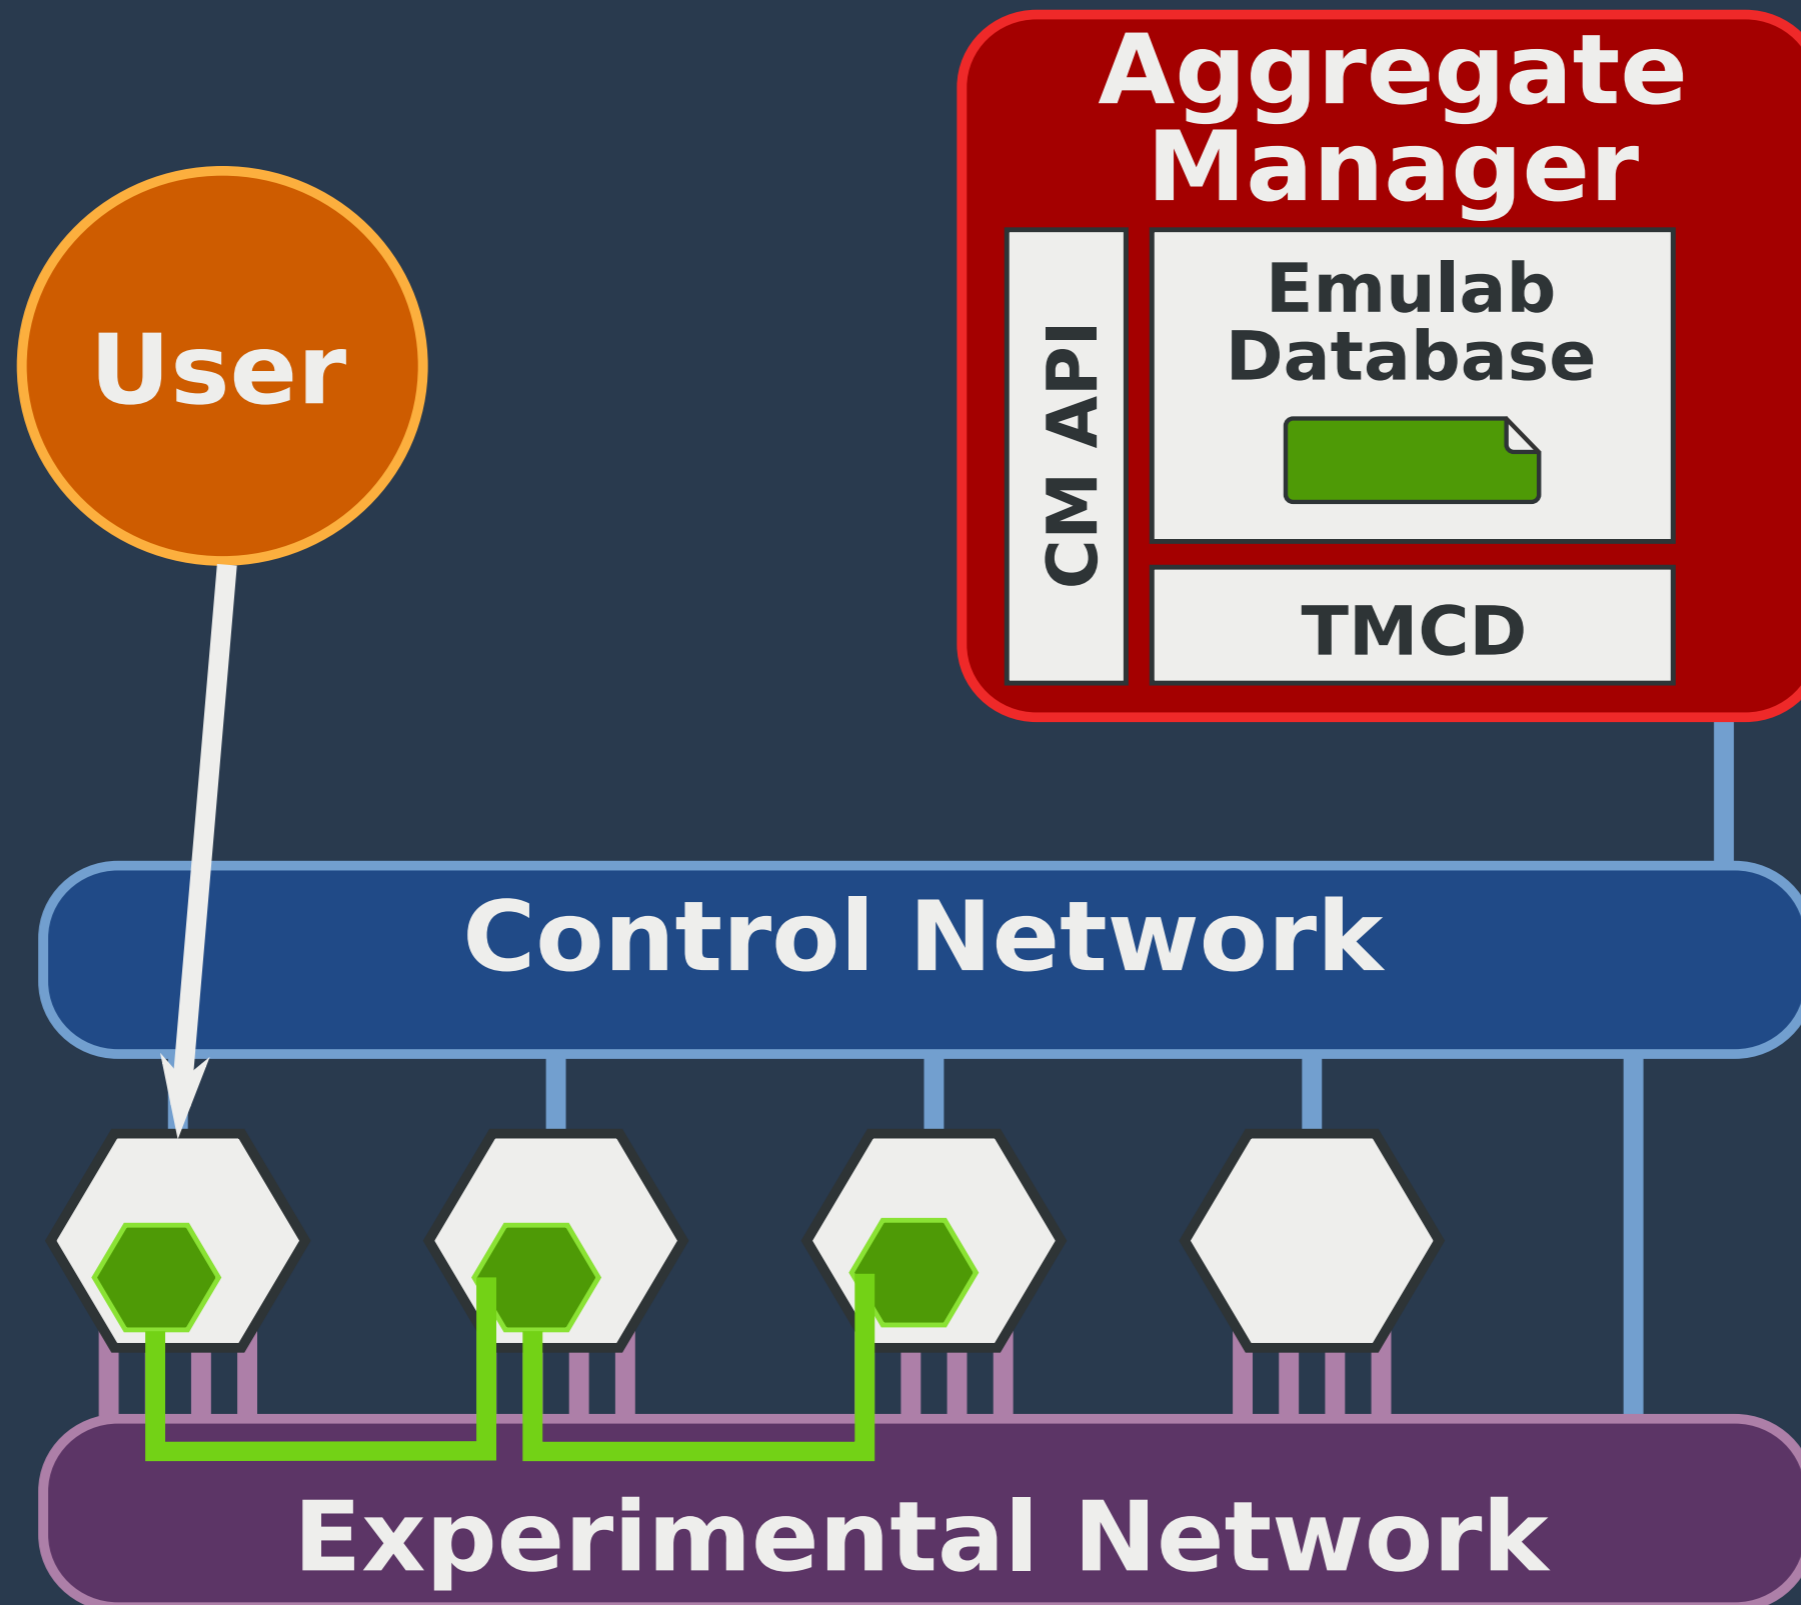 Aggregate
Manager
User
Emulab
Database
CM API
TMCD
Control Network
Experimental Network